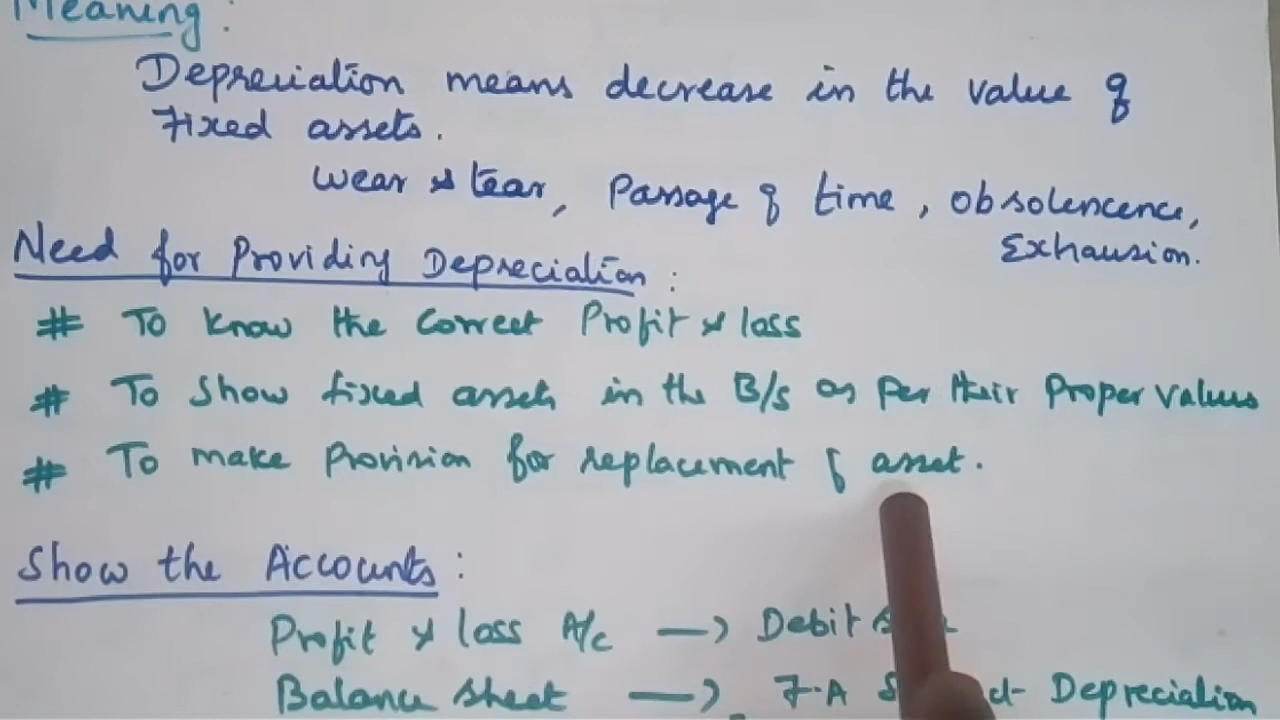 Meaning :
Depreciation means decrease in the value of
Fixed assets.
wear & tear, Passage of time, obsolencence,
Exhausion.
Need for Providing Depreciation :
# To know the correct Profit & loss
# To show fixed assets in the B/s as per their proper values
# To make provision for replacement of asset.
Show the Accounts :
Profit & loss A/c —> Debit
Balance sheet —> F.A Depreciation